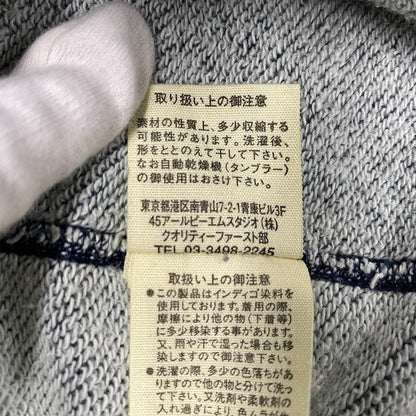 取り扱い上の御注意
素材の性質上、多少収縮する
可能性があります。洗濯後、
形をととのえて干して下さい。
なお自動乾燥機（タンブラー）
の御使用はおさけ下さい。
東京都港区南青山7-2-1青康ビル3F
45アールピーエムスタジオ（株）
クオリティーファースト部
TEL 03-3498-2245
取扱い上の御注意
●この製品はインディゴ染料を
使用しております。着用の際、
摩擦により他の物（下着等）
に多少移染する事があります。
又、雨や汗で湿った場合も移
染しますので御注意下さい。
●洗濯の際、多少の色落ちがあ
りますので他の物と分けて洗っ
て下さい。又洗剤や柔軟剤の
入れ過ぎにより、色ムラが